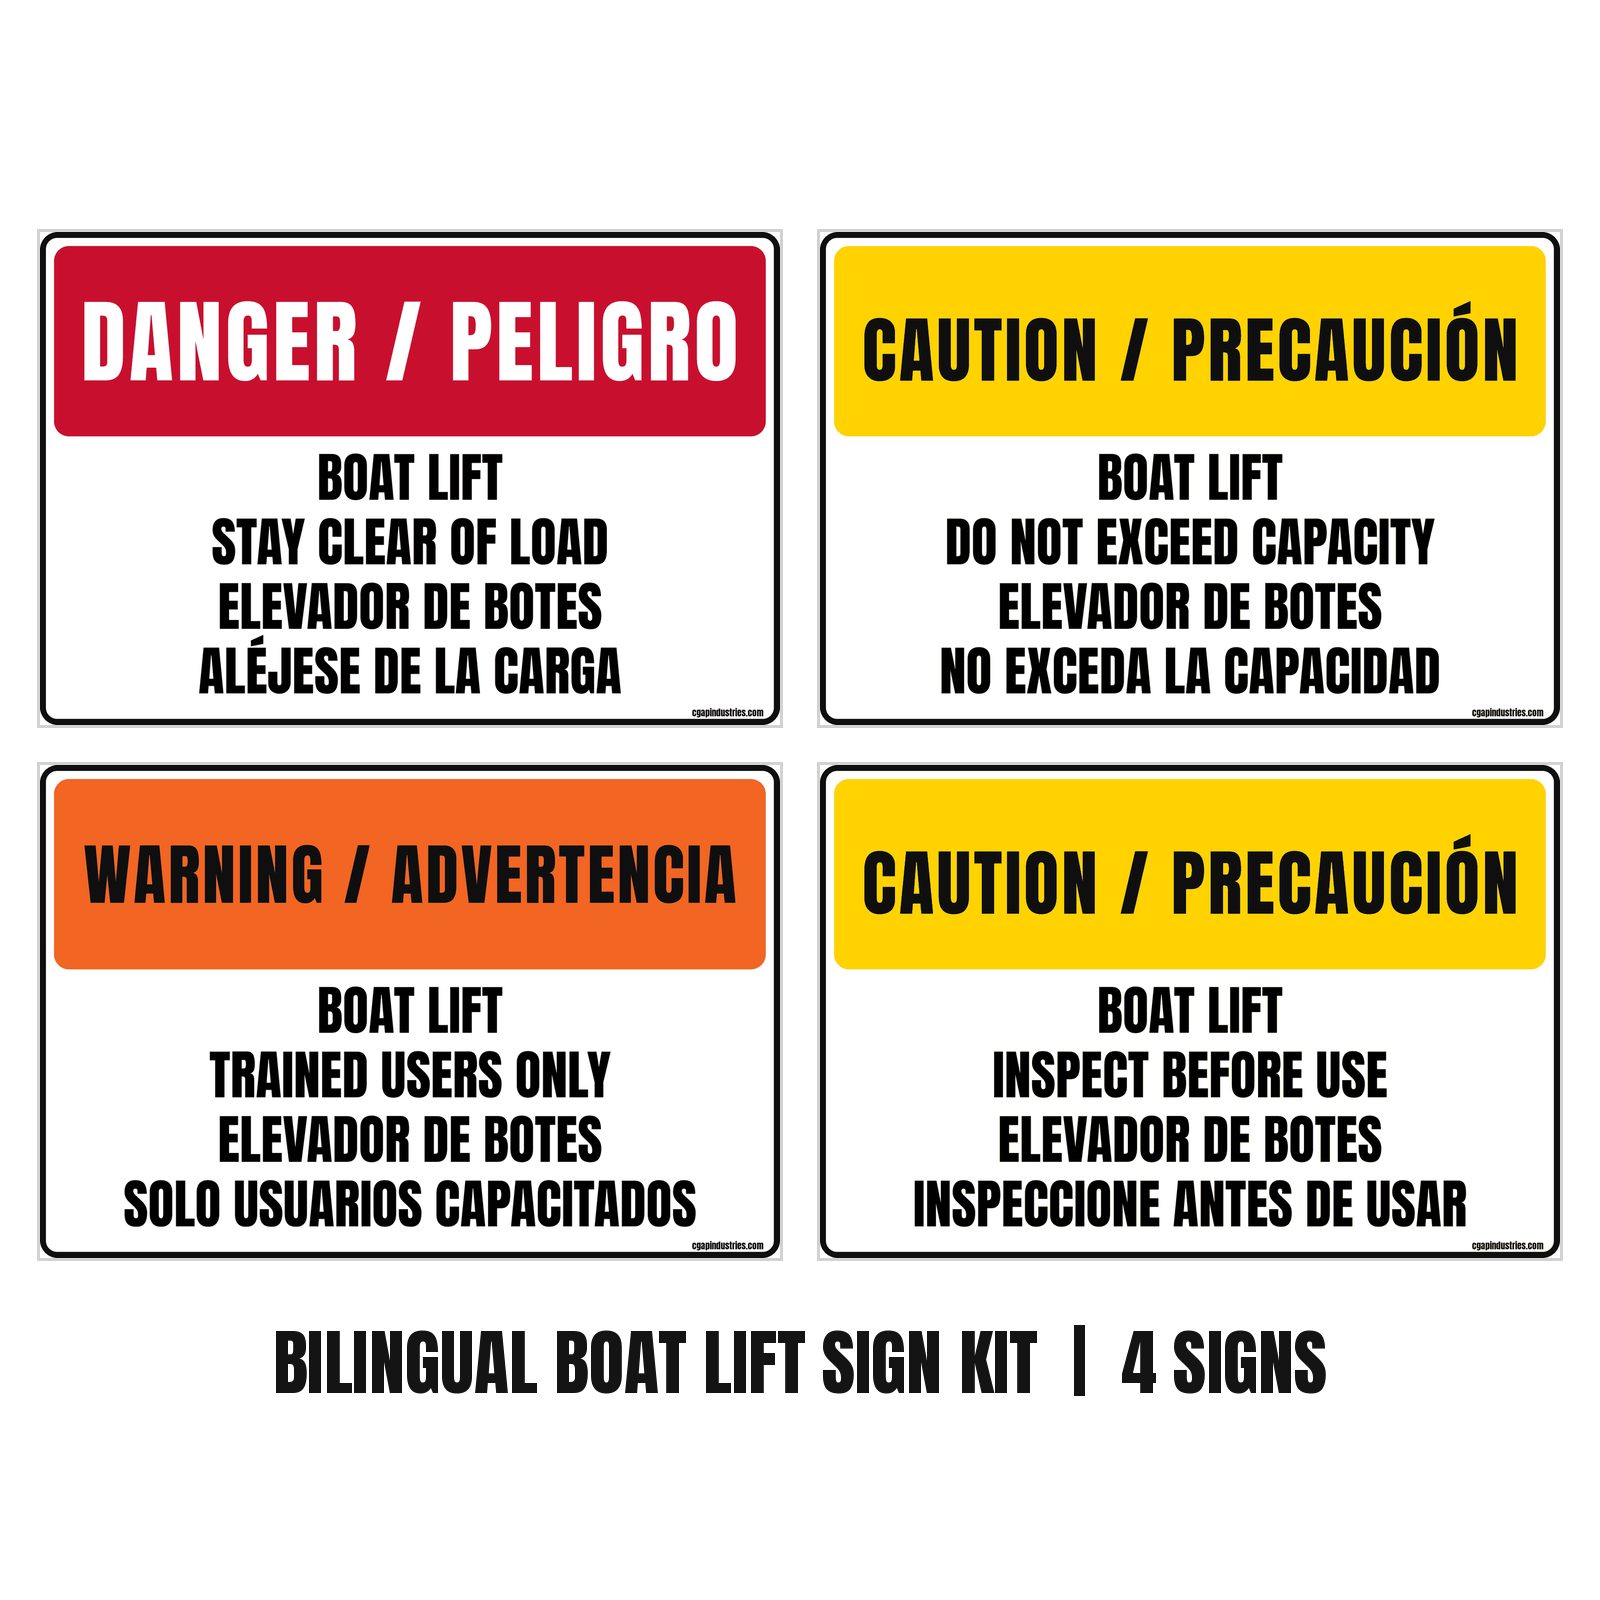 DANGER / PELIGRO
BOAT LIFT
STAY CLEAR OF LOAD
ELEVADOR DE BOTES
ALÉJESE DE LA CARGA
cgapindustries.com
CAUTION / PRECAUCIÓN
BOAT LIFT
DO NOT EXCEED CAPACITY
ELEVADOR DE BOTES
NO EXCEDA LA CAPACIDAD
cgapindustries.com
WARNING / ADVERTENCIA
BOAT LIFT
TRAINED USERS ONLY
ELEVADOR DE BOTES
SOLO USUARIOS CAPACITADOS
cgapindustries.com
CAUTION / PRECAUCIÓN
BOAT LIFT
INSPECT BEFORE USE
ELEVADOR DE BOTES
INSPECCIONE ANTES DE USAR
cgapindustries.com
BILINGUAL BOAT LIFT SIGN KIT | 4 SIGNS